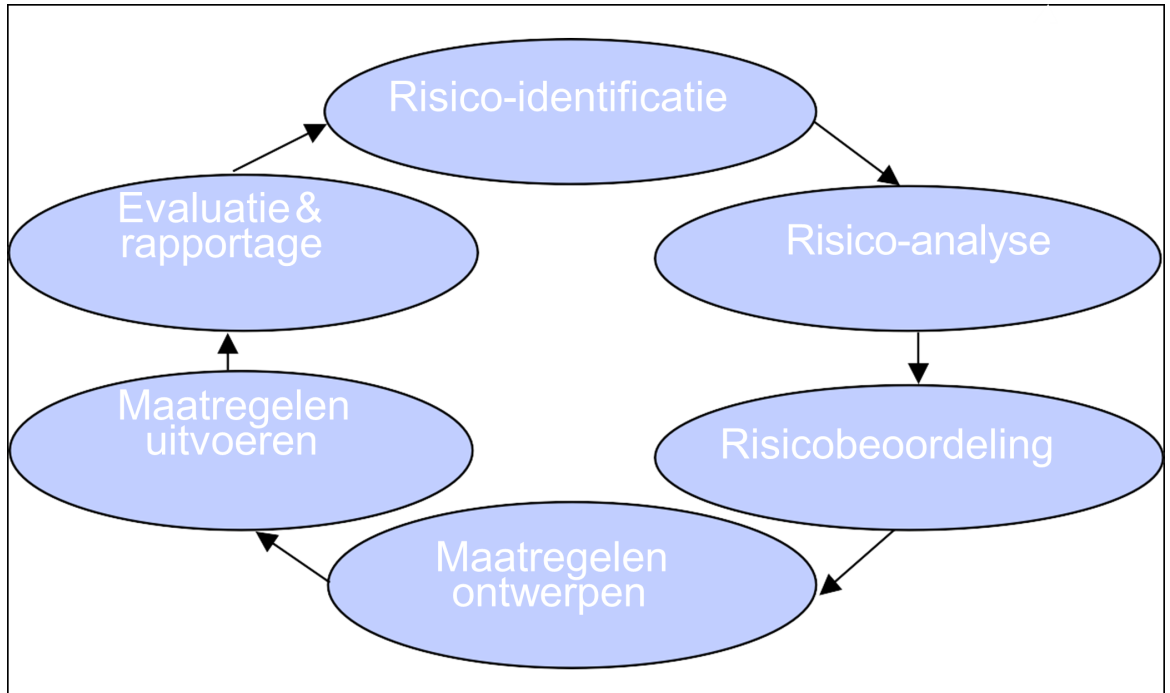 Risico-identificatie
Risico-analyse
Risicobeoordeling
Maatregelen
ontwerpen
Maatregelen
uitvoeren
Evaluatie &
rapportage